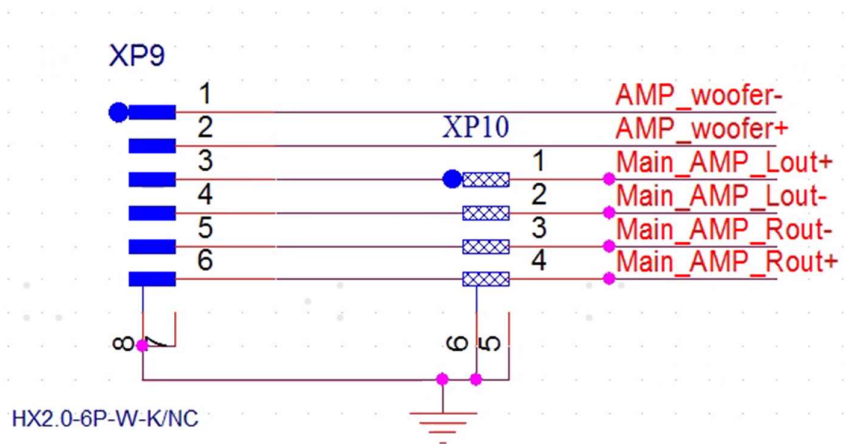 XP9
1 AMP_woofer-
2 XP10 AMP_woofer+
3 1 Main_AMP_Lout+
4 2 Main_AMP_Lout-
5 3 Main_AMP_Rout-
6 4 Main_AMP_Rout+
8 7 6 5
HX2.0-6P-W-K/NC